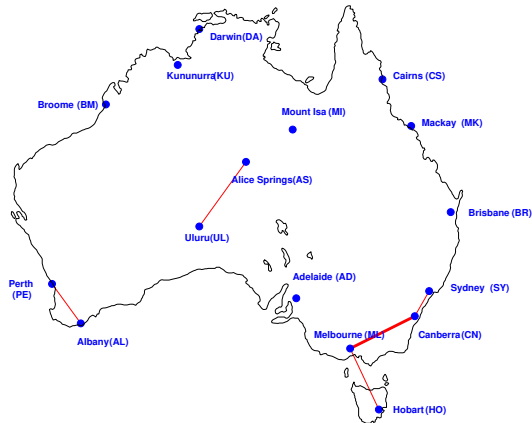 Darwin(DA)
Kununurra(KU)
Cairns (CS)
Broome (BM)
Mount Isa (MI)
Mackay (MK)
Alice Springs(AS)
Brisbane (BR)
Uluru(UL)
Adelaide (AD)
Perth
(PE)
Sydney (SY)
Albany(AL)
Melbourne (ML)
Canberra(CN)
Hobart(HO)